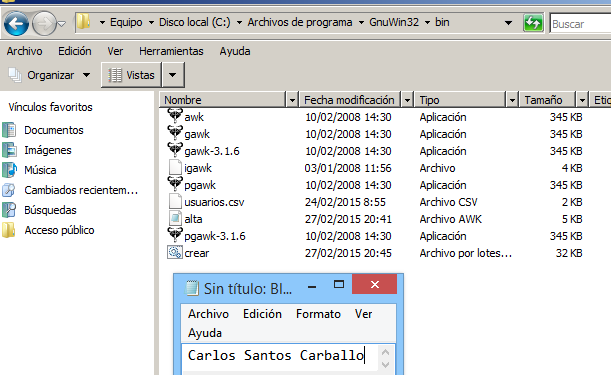 Equipo Disco local (C:) Archivos de programa GnuWin32 bin Buscar
Archivo Edición Ver Herramientas Ayuda
Organizar Vistas
Vínculos favoritos
Documentos
Imágenes
Música
Cambiados recientem...
Búsquedas
Acceso público
Nombre Fecha modificación Tipo Tamaño Etiq
awk 10/02/2008 14:30 Aplicación 345 KB
gawk 10/02/2008 14:30 Aplicación 345 KB
gawk-3.1.6 10/02/2008 14:30 Aplicación 345 KB
igawk 03/01/2008 11:56 Archivo 4 KB
pgawk 10/02/2008 14:30 Aplicación 345 KB
usuarios.csv 24/02/2015 8:55 Archivo CSV 2 KB
alta 27/02/2015 20:41 Archivo AWK 5 KB
pgawk-3.1.6 10/02/2008 14:30 Aplicación 345 KB
crear 27/02/2015 20:45 Archivo por lotes... 32 KB
Sin título: Bl...
Archivo Edición Formato Ver
Ayuda
Carlos Santos Carballo